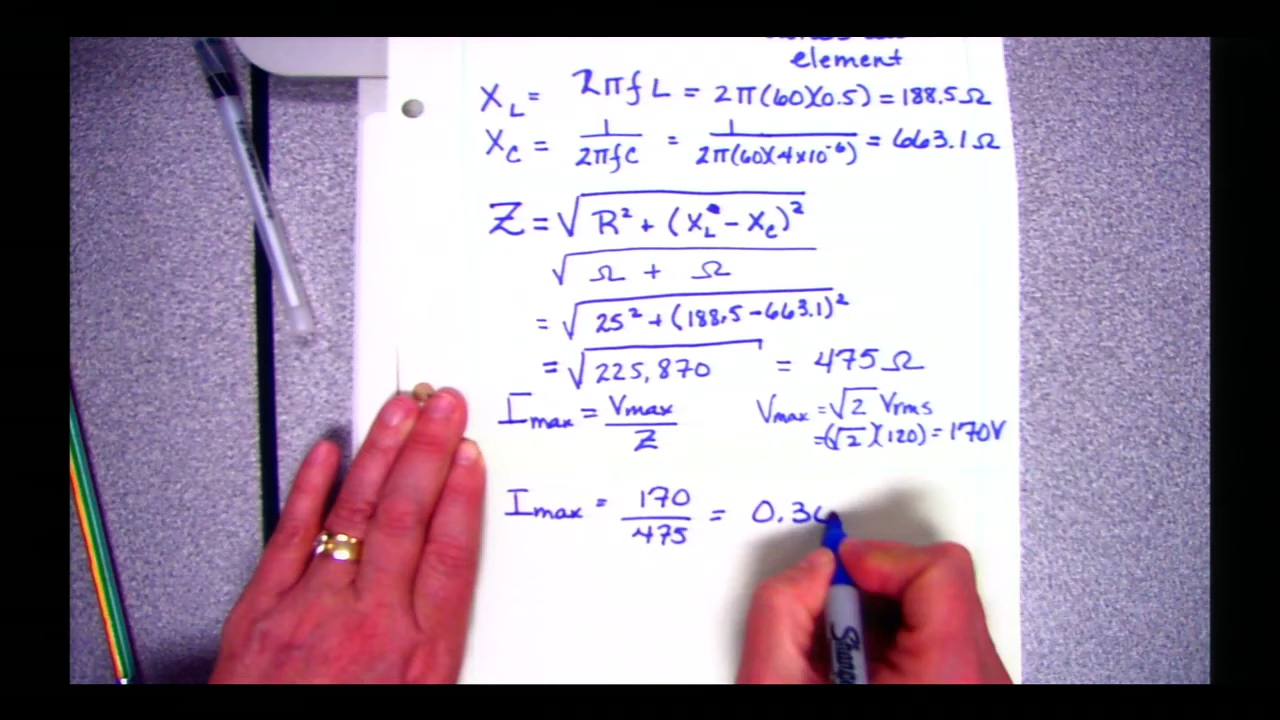 element
X_L = 2πfL = 2π(60)(0.5) = 188.5Ω
X_C = 1/(2πfC) = 1/(2π(60)(4x10^-6)) = 663.1Ω
Z = √(R² + (X_L - X_C)²)
√(Ω + Ω)
= √(25² + (188.5 - 663.1)²)
= √225,870 = 475Ω
I_max = V_max/Z
V_max = √2 V_rms
= (√2)(120) = 170V
I_max = 170/475 = 0.3
Sharpie